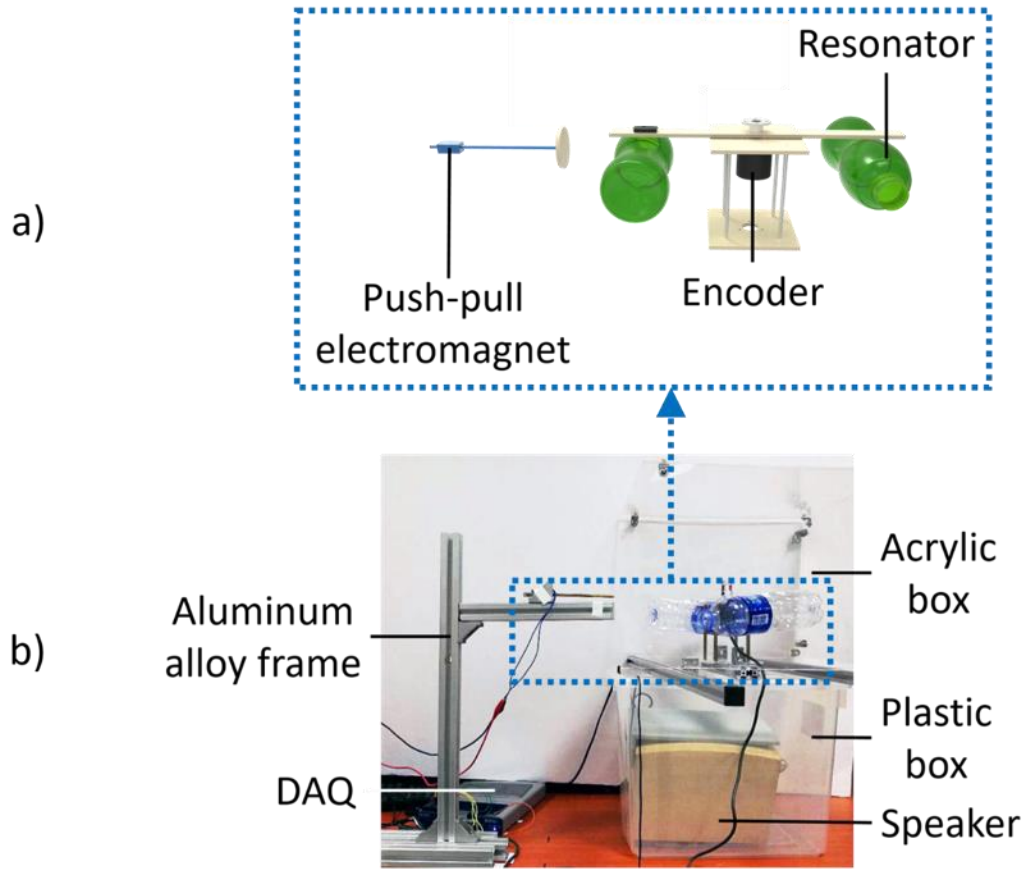 Resonator
a)
Push-pull
electromagnet
Encoder
Acrylic
box
Aluminum
alloy frame
b)
Plastic
box
DAQ
Speaker